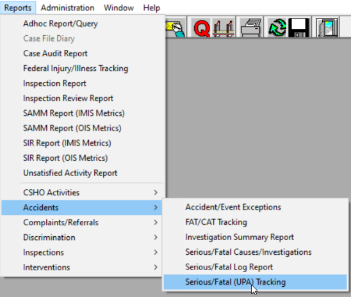 Reports Administration Window Help
Adhoc Report/Query
Case File Diary
Case Audit Report
Federal Injury/Illness Tracking
Inspection Report
Inspection Review Report
SAMM Report (IMIS Metrics)
SAMM Report (OIS Metrics)
SIR Report (IMIS Metrics)
SIR Report (OIS Metrics)
Unsatisfied Activity Report
CSHO Activities
Accidents
Complaints/Referrals
Discrimination
Inspections
Interventions
Accident/Event Exceptions
FAT/CAT Tracking
Investigation Summary Report
Serious/Fatal Causes/Investigations
Serious/Fatal Log Report
Serious/Fatal (UPA) Tracking